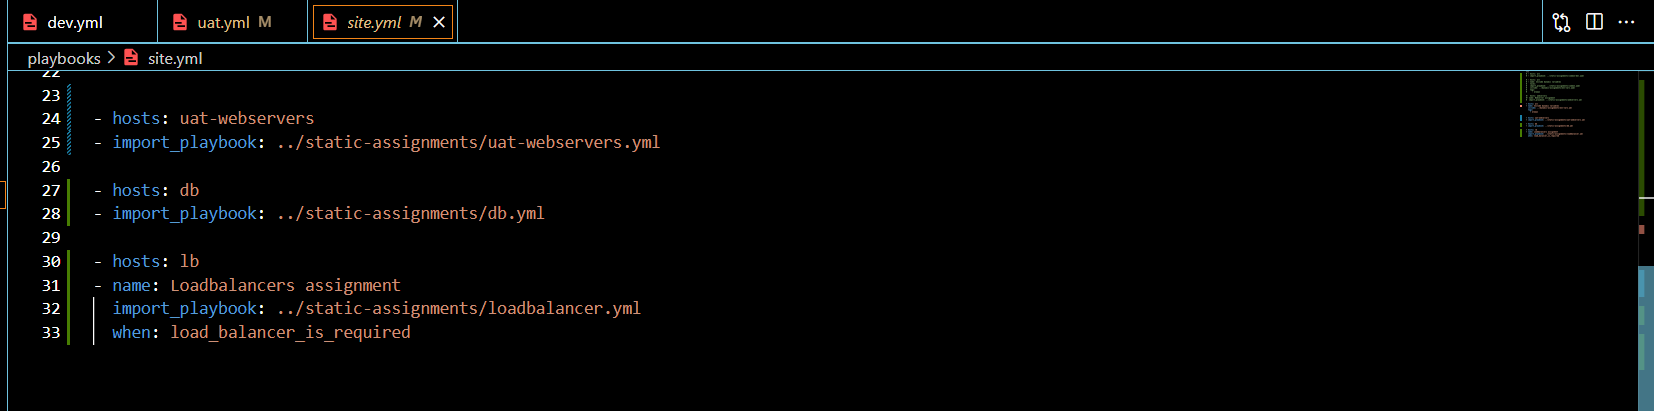 dev.yml uat.yml M site.yml M
playbooks > site.yml
22
23
24 - hosts: uat-webservers
25 - import_playbook: ../static-assignments/uat-webservers.yml
26
27 - hosts: db
28 - import_playbook: ../static-assignments/db.yml
29
30 - hosts: lb
31 - name: Loadbalancers assignment
32 import_playbook: ../static-assignments/loadbalancer.yml
33 when: load_balancer_is_required